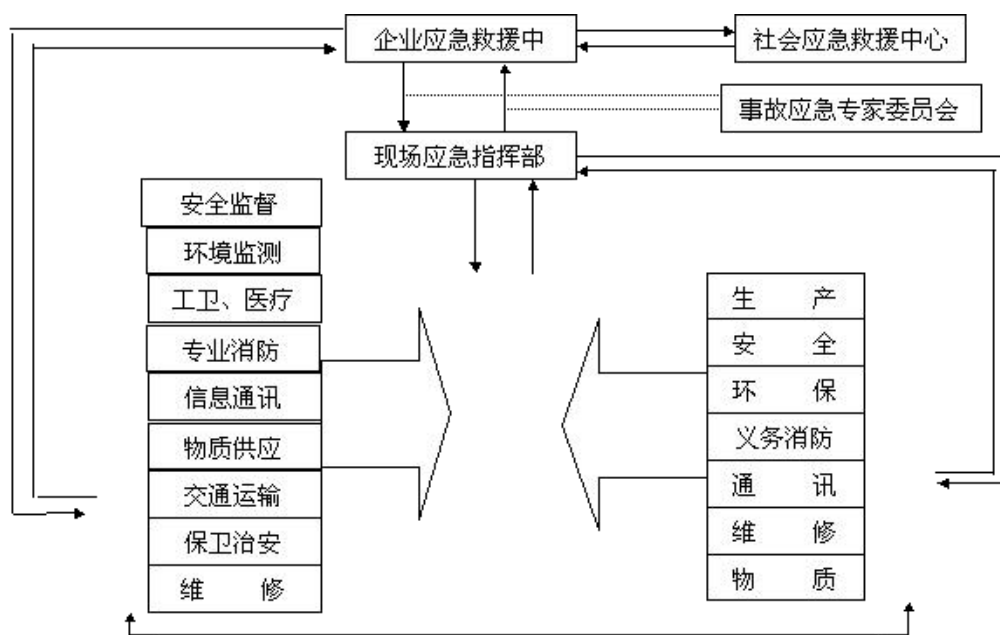 企业应急救援中
社会应急救援中心
事故应急专家委员会
现场应急指挥部
安全监督
环境监测
工卫、医疗
专业消防
信息通讯
物质供应
交通运输
保卫治安
维 修
生 产
安 全
环 保
义务消防
通 讯
维 修
物 质